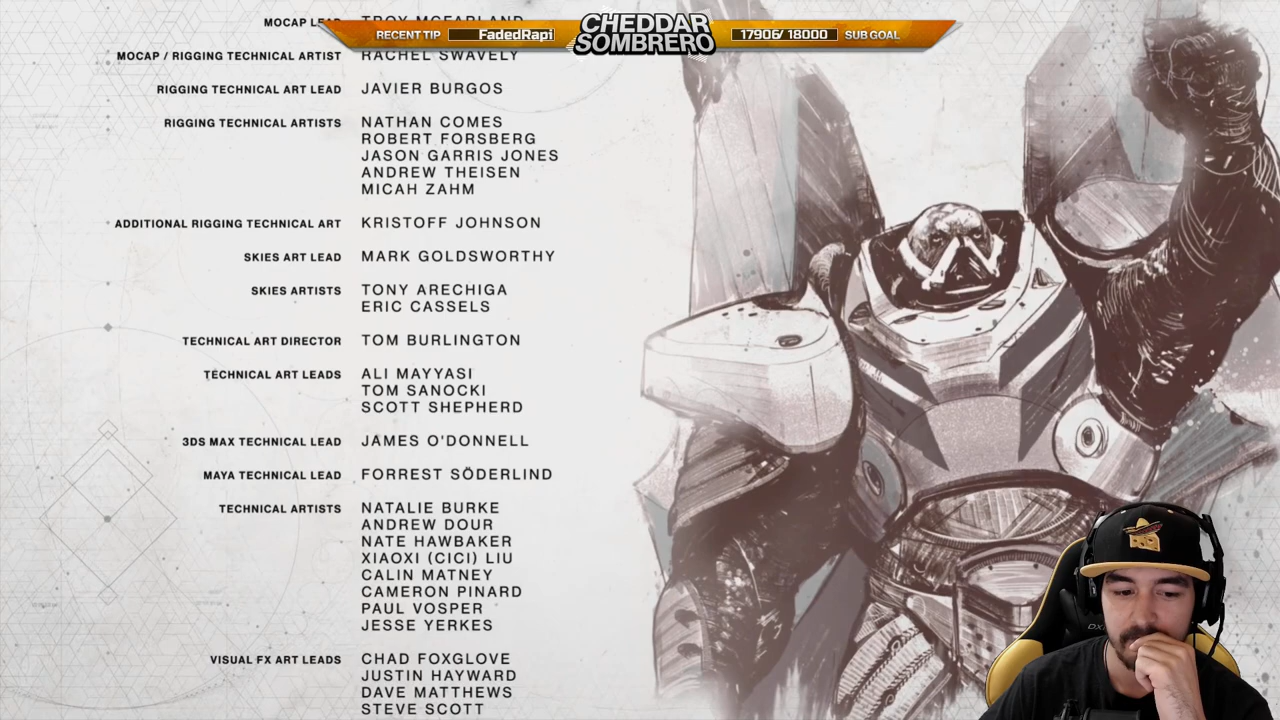 MOCAP LEAD TROY MCFARLAND
CHEDDAR
SOMBRERO
RECENT TIP FadedRapi
17906/ 18000 SUB GOAL
MOCAP / RIGGING TECHNICAL ARTIST RACHEL SWAVELY
RIGGING TECHNICAL ART LEAD JAVIER BURGOS
RIGGING TECHNICAL ARTISTS NATHAN COMES
ROBERT FORSBERG
JASON GARRIS JONES
ANDREW THEISEN
MICAH ZAHM
ADDITIONAL RIGGING TECHNICAL ART KRISTOFF JOHNSON
SKIES ART LEAD MARK GOLDSWORTHY
SKIES ARTISTS TONY ARECHIGA
ERIC CASSELS
TECHNICAL ART DIRECTOR TOM BURLINGTON
TECHNICAL ART LEADS ALI MAYYASI
TOM SANOCKI
SCOTT SHEPHERD
3DS MAX TECHNICAL LEAD JAMES O'DONNELL
MAYA TECHNICAL LEAD FORREST SÖDERLIND
TECHNICAL ARTISTS NATALIE BURKE
ANDREW DOUR
NATE HAWBAKER
XIAOXI (CICI) LIU
CALIN MATNEY
CAMERON PINARD
PAUL VOSPER
JESSE YERKES
VISUAL FX ART LEADS CHAD FOXGLOVE
JUSTIN HAYWARD
DAVE MATTHEWS
STEVE SCOTT